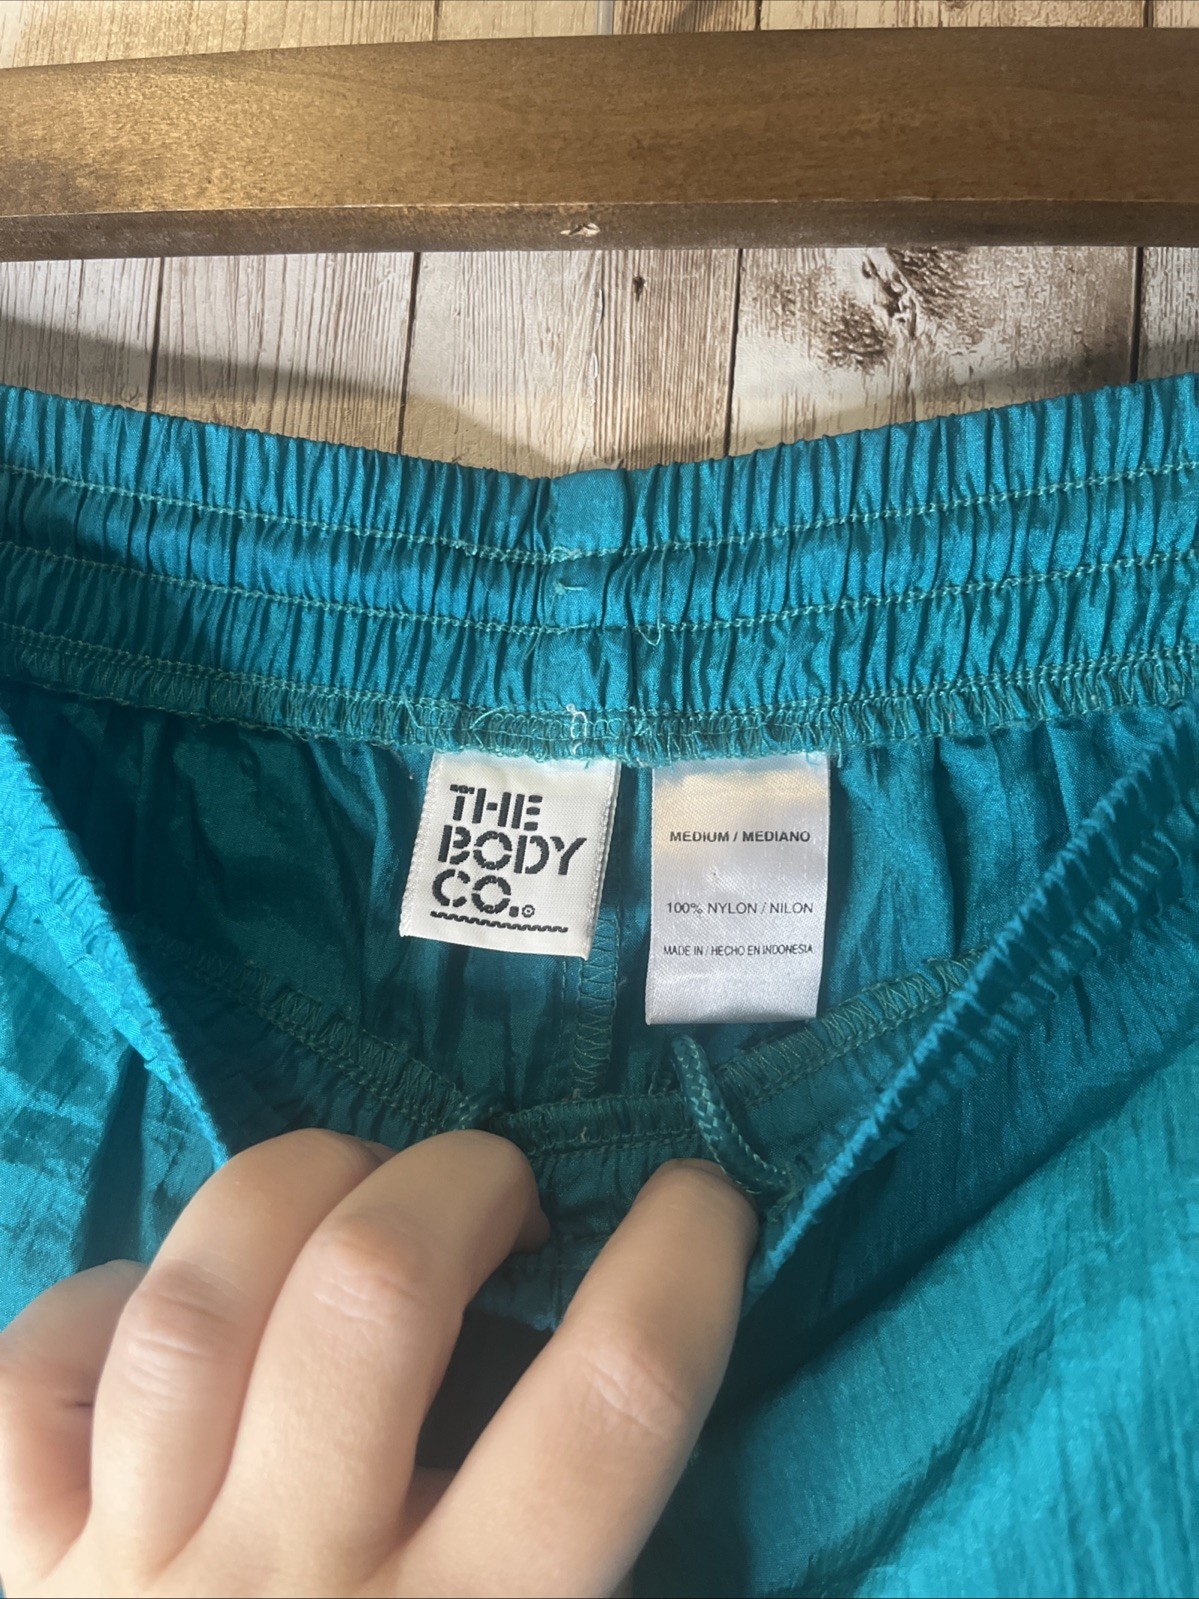 THE
BODY
CO.
MEDIUM / MEDIANO
100% NYLON / NILON
MADE IN / HECHO EN INDONESIA